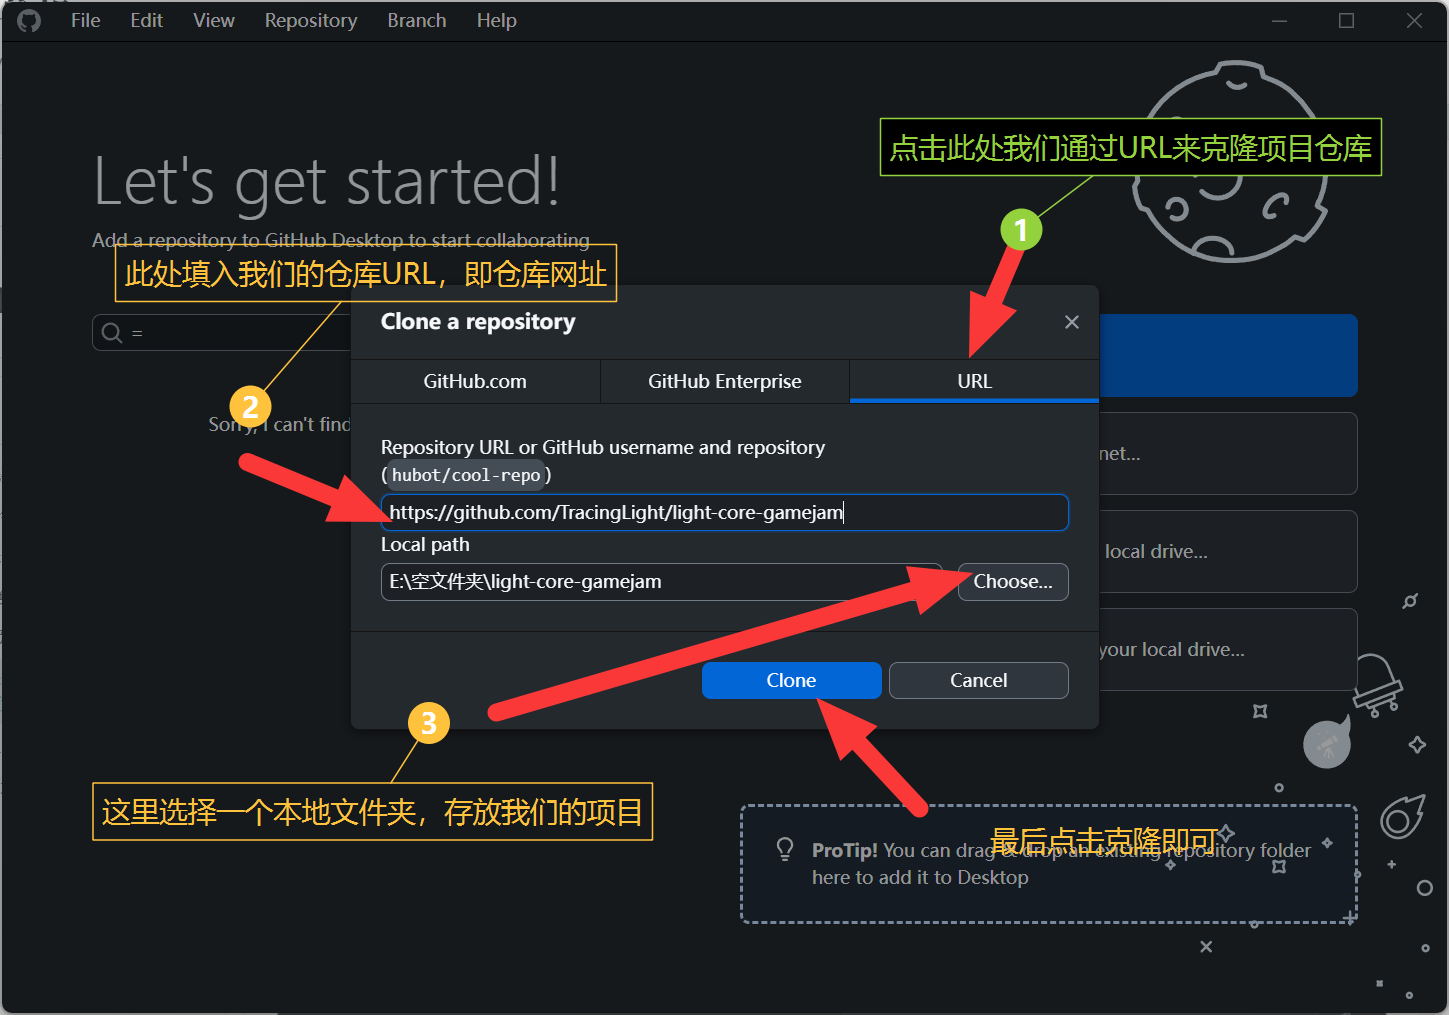 File Edit View Repository Branch Help
点击此处我们通过URL来克隆项目仓库
Let's get started!
1
Add a repository to GitHub Desktop to start collaborating
此处填入我们的仓库URL，即仓库网址
Clone a repository
=
GitHub.com GitHub Enterprise URL
2
Sorry, I can't find
Repository URL or GitHub username and repository
(hubot/cool-repo)
net...
https://github.com/TracingLight/light-core-gamejam
Local path
local drive...
E:\空文件夹\light-core-gamejam
Choose...
your local drive...
Clone Cancel
3
这里选择一个本地文件夹，存放我们的项目
最后点击克隆即可
ProTip! You can drag & drop an existing repository folder
here to add it to Desktop